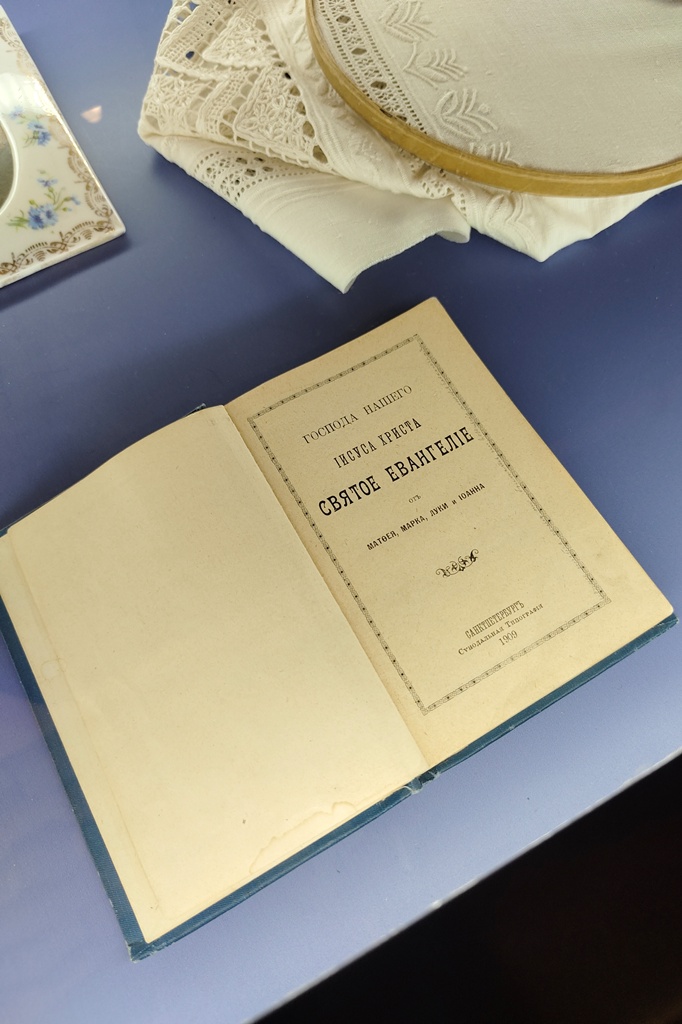 ГОСПОДА НАШЕГО
ІИСУСА ХРИСТА
СВЯТОЕ ЕВАНГЕЛІЕ
отъ
МАТѲЕЯ, МАРКА, ЛУКИ и ІОАННА
САНКТПЕТЕРБУРГЪ
Сѵнодальная Типографія
1909